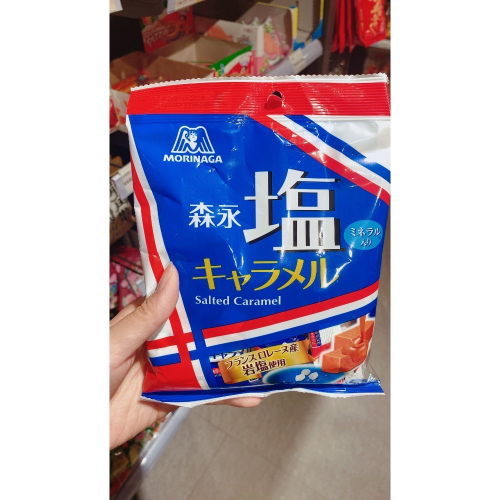 MORINAGA
森永
塩
ミネラル
入り
キャラメル
Salted Caramel
フランスロレーヌ産
岩塩使用